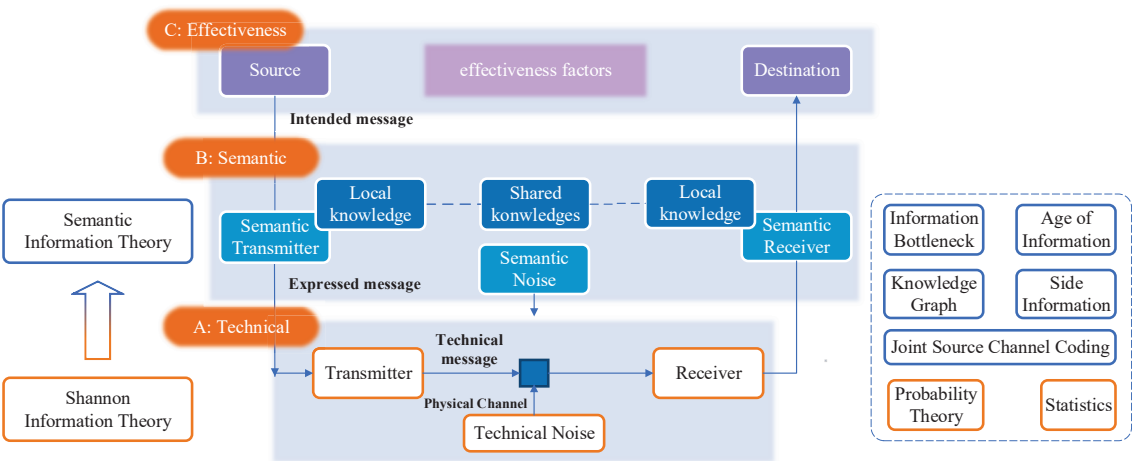 C: Effectiveness
Source
effectiveness factors
Destination
Intended message
B: Semantic
Local
knowledge
Shared
konwledges
Local
knowledge
Semantic
Transmitter
Semantic
Receiver
Semantic
Noise
Expressed message
A: Technical
Transmitter
Technical
message
Receiver
Physical Channel
Technical Noise
Semantic
Information Theory
Shannon
Information Theory
Information
Bottleneck
Age of
Information
Knowledge
Graph
Side
Information
Joint Source Channel Coding
Probability
Theory
Statistics